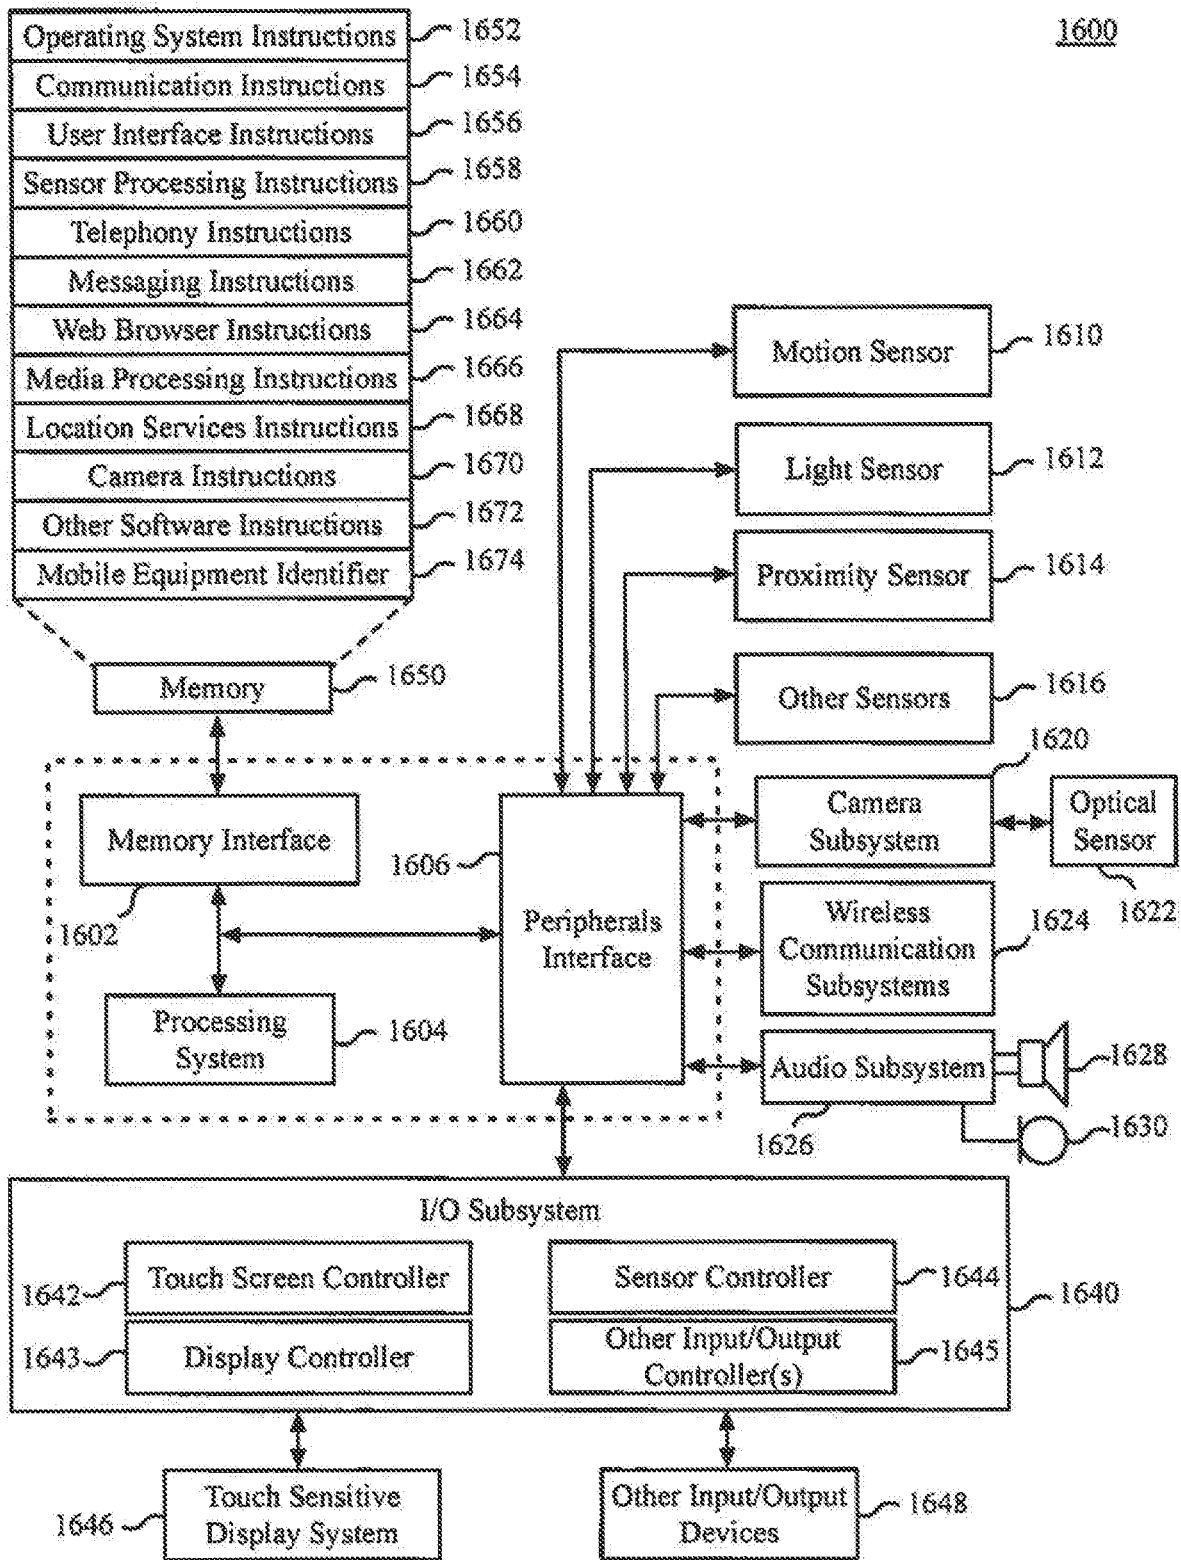 1600
Operating System Instructions 1652
Communication Instructions 1654
User Interface Instructions 1656
Sensor Processing Instructions 1658
Telephony Instructions 1660
Messaging Instructions 1662
Web Browser Instructions 1664
Media Processing Instructions 1666
Location Services Instructions 1668
Camera Instructions 1670
Other Software Instructions 1672
Mobile Equipment Identifier 1674
Memory 1650
Motion Sensor 1610
Light Sensor 1612
Proximity Sensor 1614
Other Sensors 1616
Memory Interface
1602
Processing
System
1604
1606
Peripherals
Interface
1620
Camera
Subsystem
Optical
Sensor
1622
Wireless
Communication
Subsystems
1624
Audio Subsystem
1626
1628
1630
I/O Subsystem
1640
1642 Touch Screen Controller
1643 Display Controller
Sensor Controller 1644
Other Input/Output
Controller(s)
1645
Touch Sensitive
Display System
1646
Other Input/Output
Devices
1648